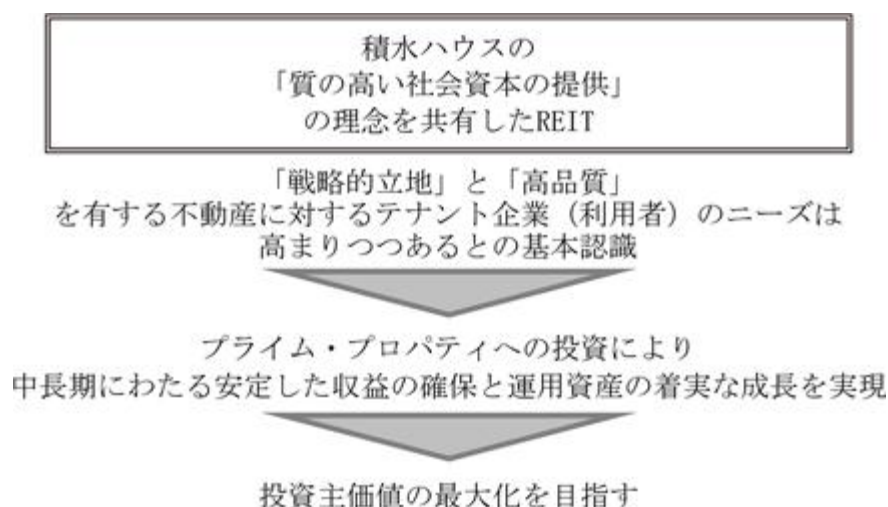 積水ハウスの
「質の高い社会資本の提供」
の理念を共有したREIT
「戦略的立地」と「高品質」
を有する不動産に対するテナント企業（利用者）のニーズは
高まりつつあるとの基本認識
プライム・プロパティへの投資により
中長期にわたる安定した収益の確保と運用資産の着実な成長を実現
投資主価値の最大化を目指す